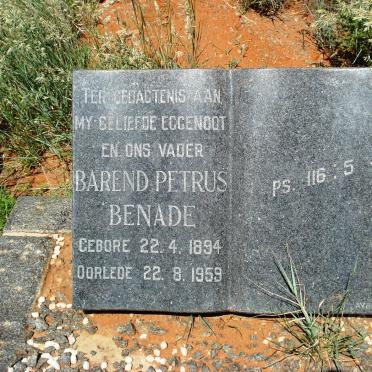 TER GEDAGTENIS AAN
MY GELIEFDE EGGENOOT
EN ONS VADER
BAREND PETRUS
BENADE
GEBORE 22.4.1894
OORLEDE 22.8.1959
PS. 116:5